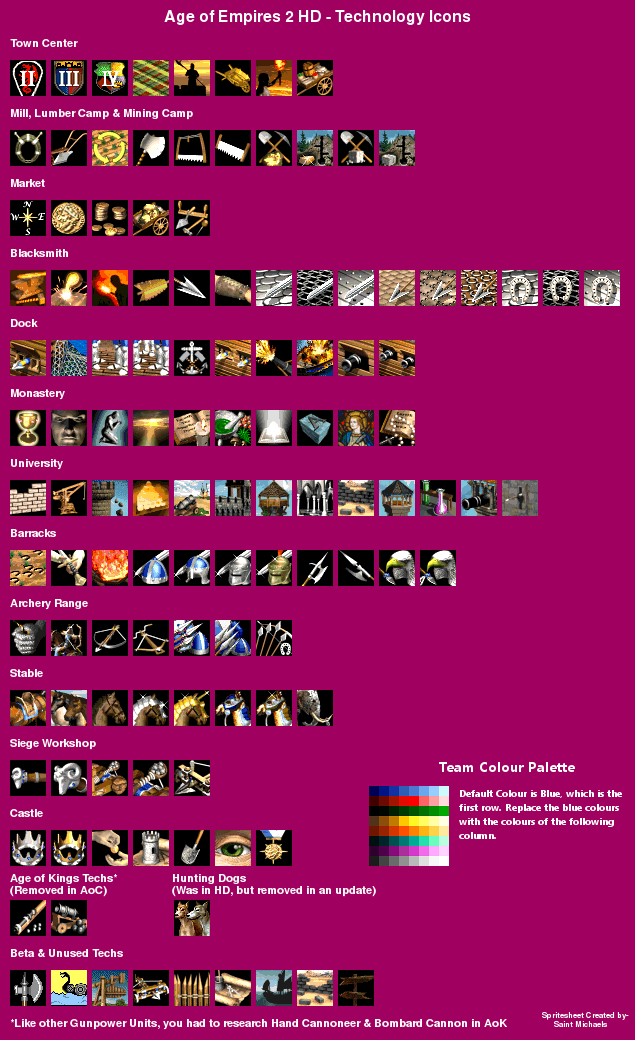 Age of Empires 2 HD - Technology Icons
Town Center
II III IV
Mill, Lumber Camp & Mining Camp
Market
N
W E
S
Blacksmith
Dock
Monastery
University
Barracks
Archery Range
Stable
Siege Workshop
Team Colour Palette
Default Colour is Blue, which is the
first row. Replace the blue colours
with the colours of the following
column.
Castle
Age of Kings Techs*
(Removed in AoC)
Hunting Dogs
(Was in HD, but removed in an update)
Beta & Unused Techs
*Like other Gunpower Units, you had to research Hand Cannoneer & Bombard Cannon in AoK
Spritesheet Created by-
Saint Michaels